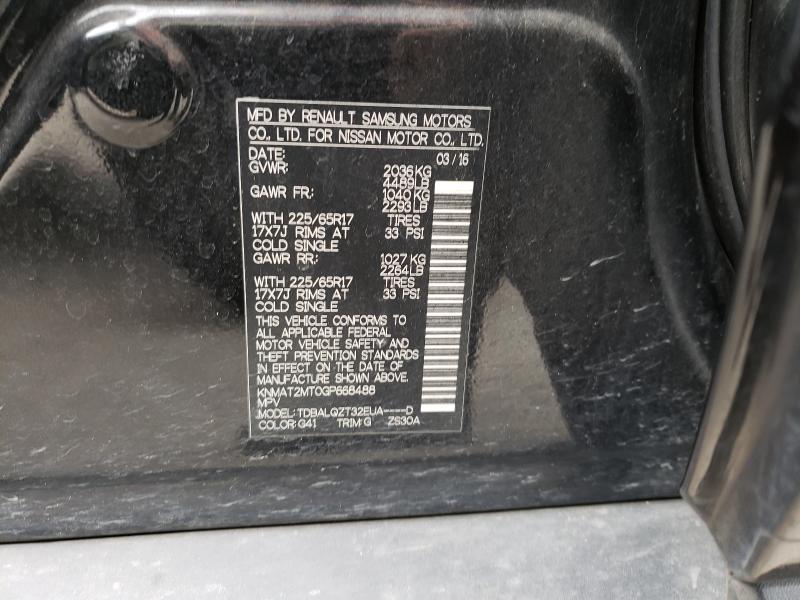 MFD BY RENAULT SAMSUNG MOTORS
CO., LTD. FOR NISSAN MOTOR CO., LTD.
DATE: 03/16
GVWR: 2036KG
4489LB
GAWR FR: 1040KG
2293LB
WITH 225/65R17 TIRES
17X7J RIMS AT 33 PSI
COLD SINGLE
GAWR RR: 1027KG
2264LB
WITH 225/65R17 TIRES
17X7J RIMS AT 33 PSI
COLD SINGLE
THIS VEHICLE CONFORMS TO
ALL APPLICABLE FEDERAL
MOTOR VEHICLE SAFETY AND
THEFT PREVENTION STANDARDS
IN EFFECT ON THE DATE OF
MANUFACTURE SHOWN ABOVE.
KNMAT2MT0GP668488
MPV
MODEL: TDBALQZT32EUA----D
COLOR:G41 TRIM:G ZS30A